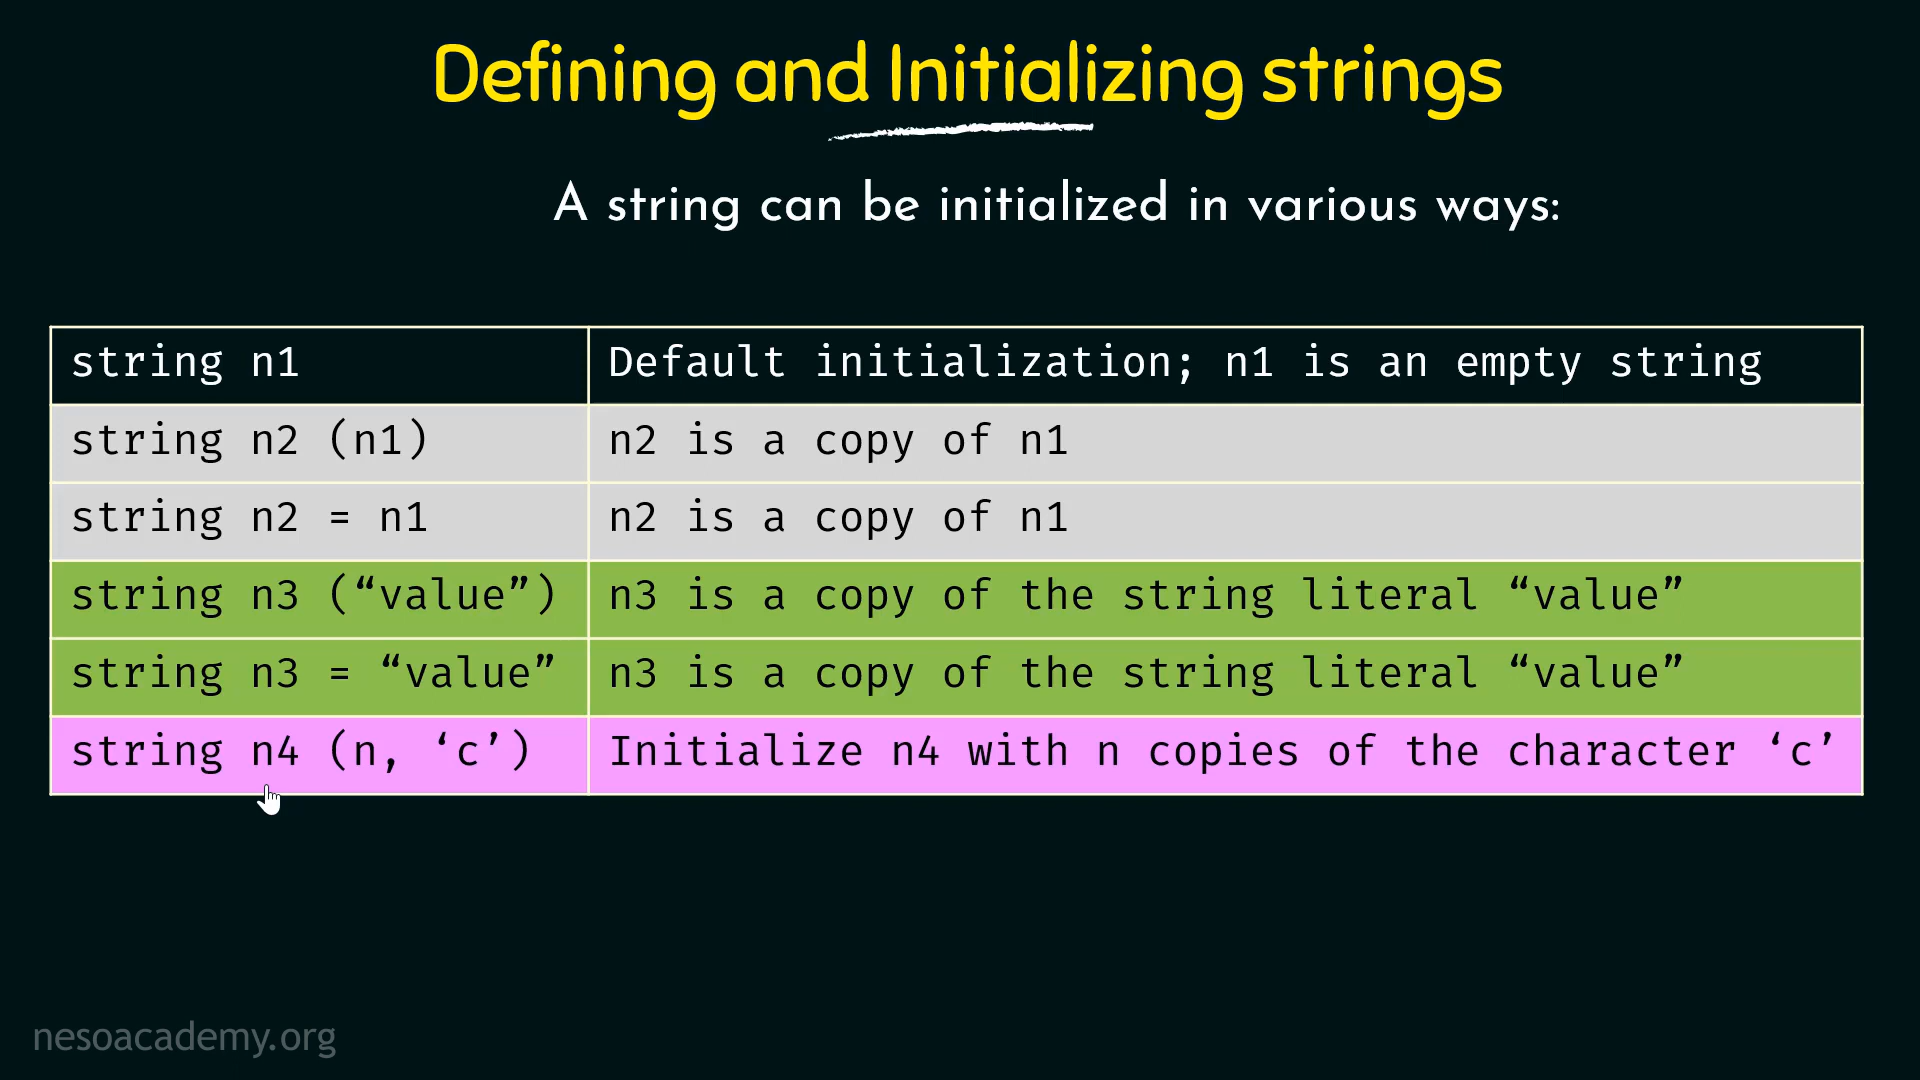 Defining and Initializing strings
A string can be initialized in various ways:
string n1 Default initialization; n1 is an empty string
string n2 (n1) n2 is a copy of n1
string n2 = n1 n2 is a copy of n1
string n3 (“value”) n3 is a copy of the string literal “value”
string n3 = “value” n3 is a copy of the string literal “value”
string n4 (n, ‘c’) Initialize n4 with n copies of the character ‘c’
nesoacademy.org